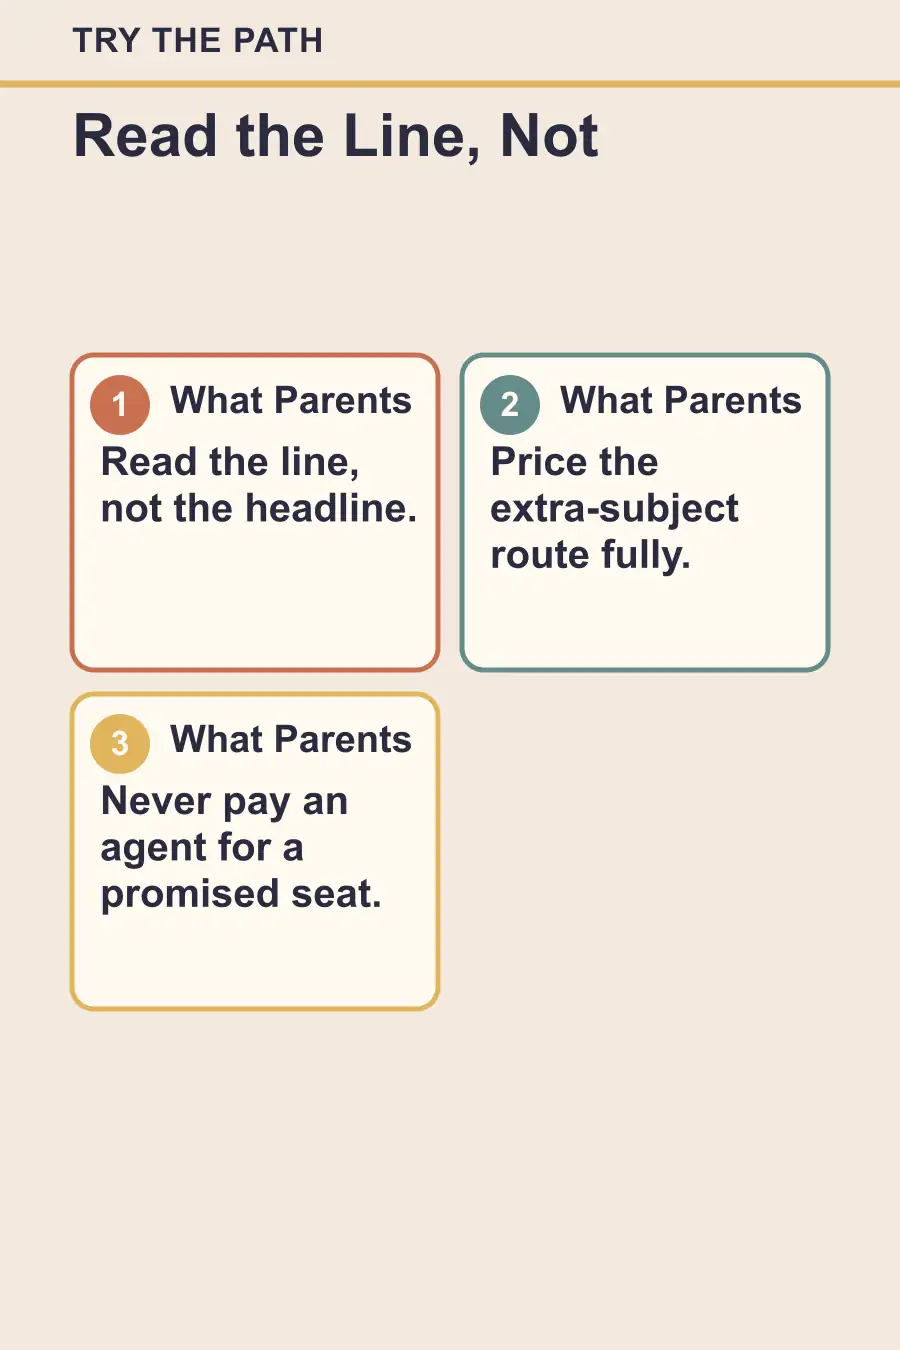 TRY THE PATH
Read the Line, Not
1 What Parents
Read the line,
not the headline.
2 What Parents
Price the
extra-subject
route fully.
3 What Parents
Never pay an
agent for a
promised seat.